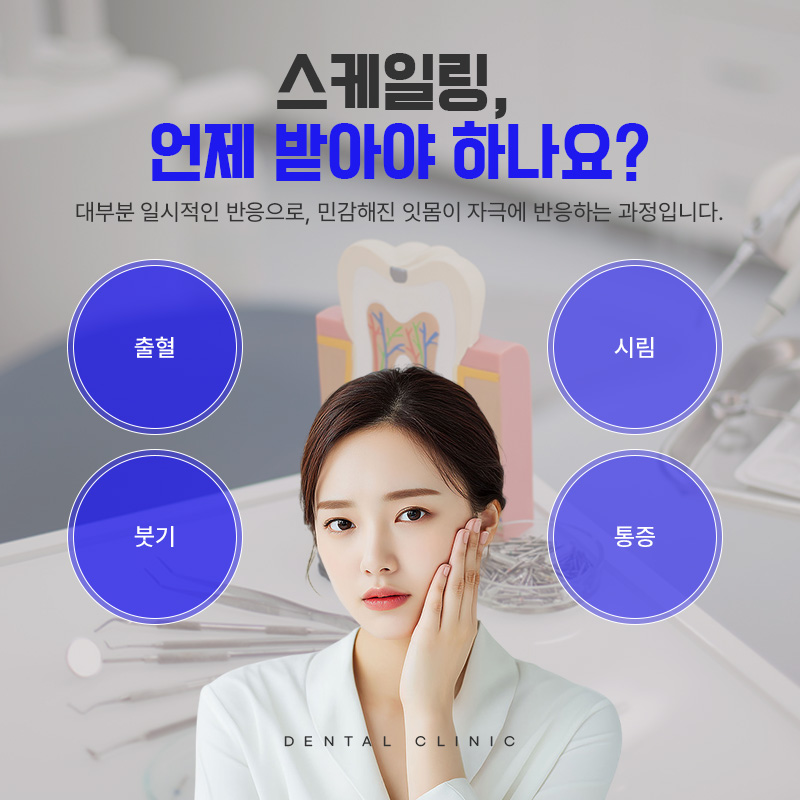 스케일링,
언제 받아야 하나요?
대부분 일시적인 반응으로, 민감해진 잇몸이 자극에 반응하는 과정입니다.
출혈
시림
붓기
통증
DENTAL CLINIC